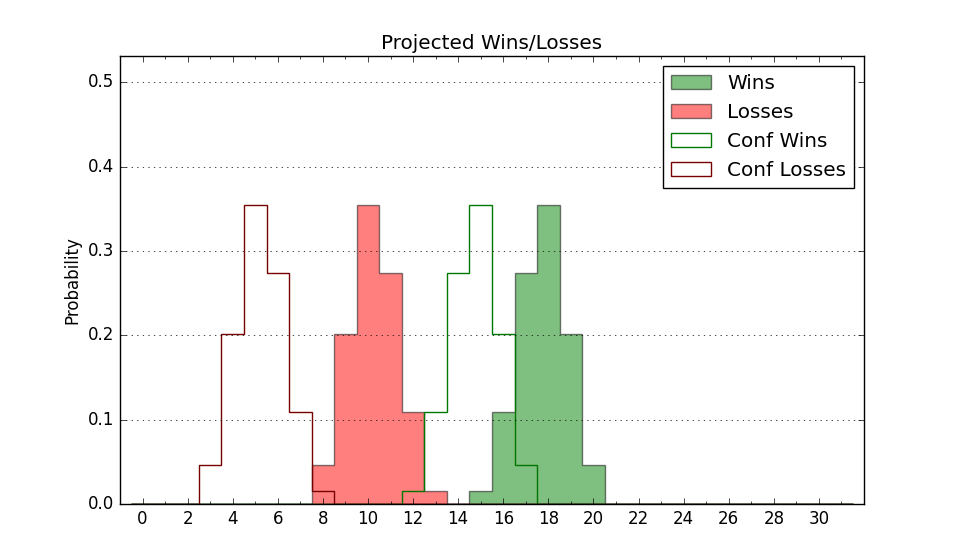 Projected Wins/Losses
Probability
0.5
0.4
0.3
0.2
0.1
0.0
Wins
Losses
Conf Wins
Conf Losses
0 2 4 6 8 10 12 14 16 18 20 22 24 26 28 30